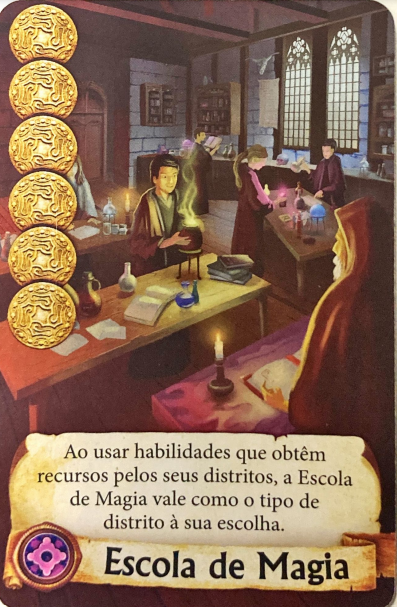 Ao usar habilidades que obtêm
recursos pelos seus distritos, a Escola
de Magia vale como o tipo de
distrito à sua escolha.
Escola de Magia